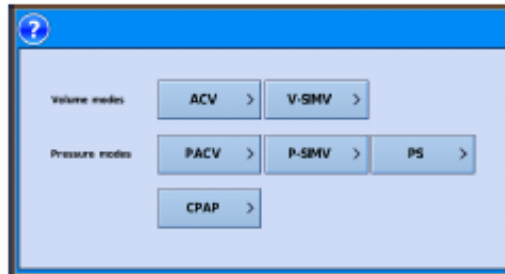 ?
Volume modes ACV > V-SIMV >
Pressure modes PACV > P-SIMV > PS >
CPAP >